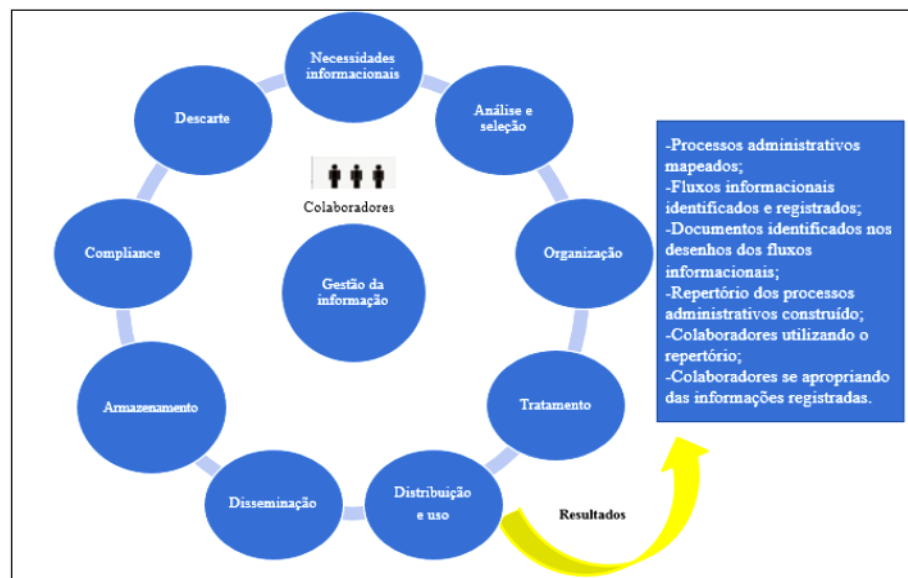 Necessidades
informacionais
Análise e
seleção
Organização
Tratamento
Distribuição
e uso
Disseminação
Armazenamento
Compliance
Descarte
Colaboradores
Gestão da
informação
-Processos administrativos
mapeados;
-Fluxos informacionais
identificados e registrados;
-Documentos identificados nos
desenhos dos fluxos
informacionais;
-Repertório dos processos
administrativos construído;
-Colaboradores utilizando o
repertório;
-Colaboradores se apropriando
das informações registradas.
Resultados